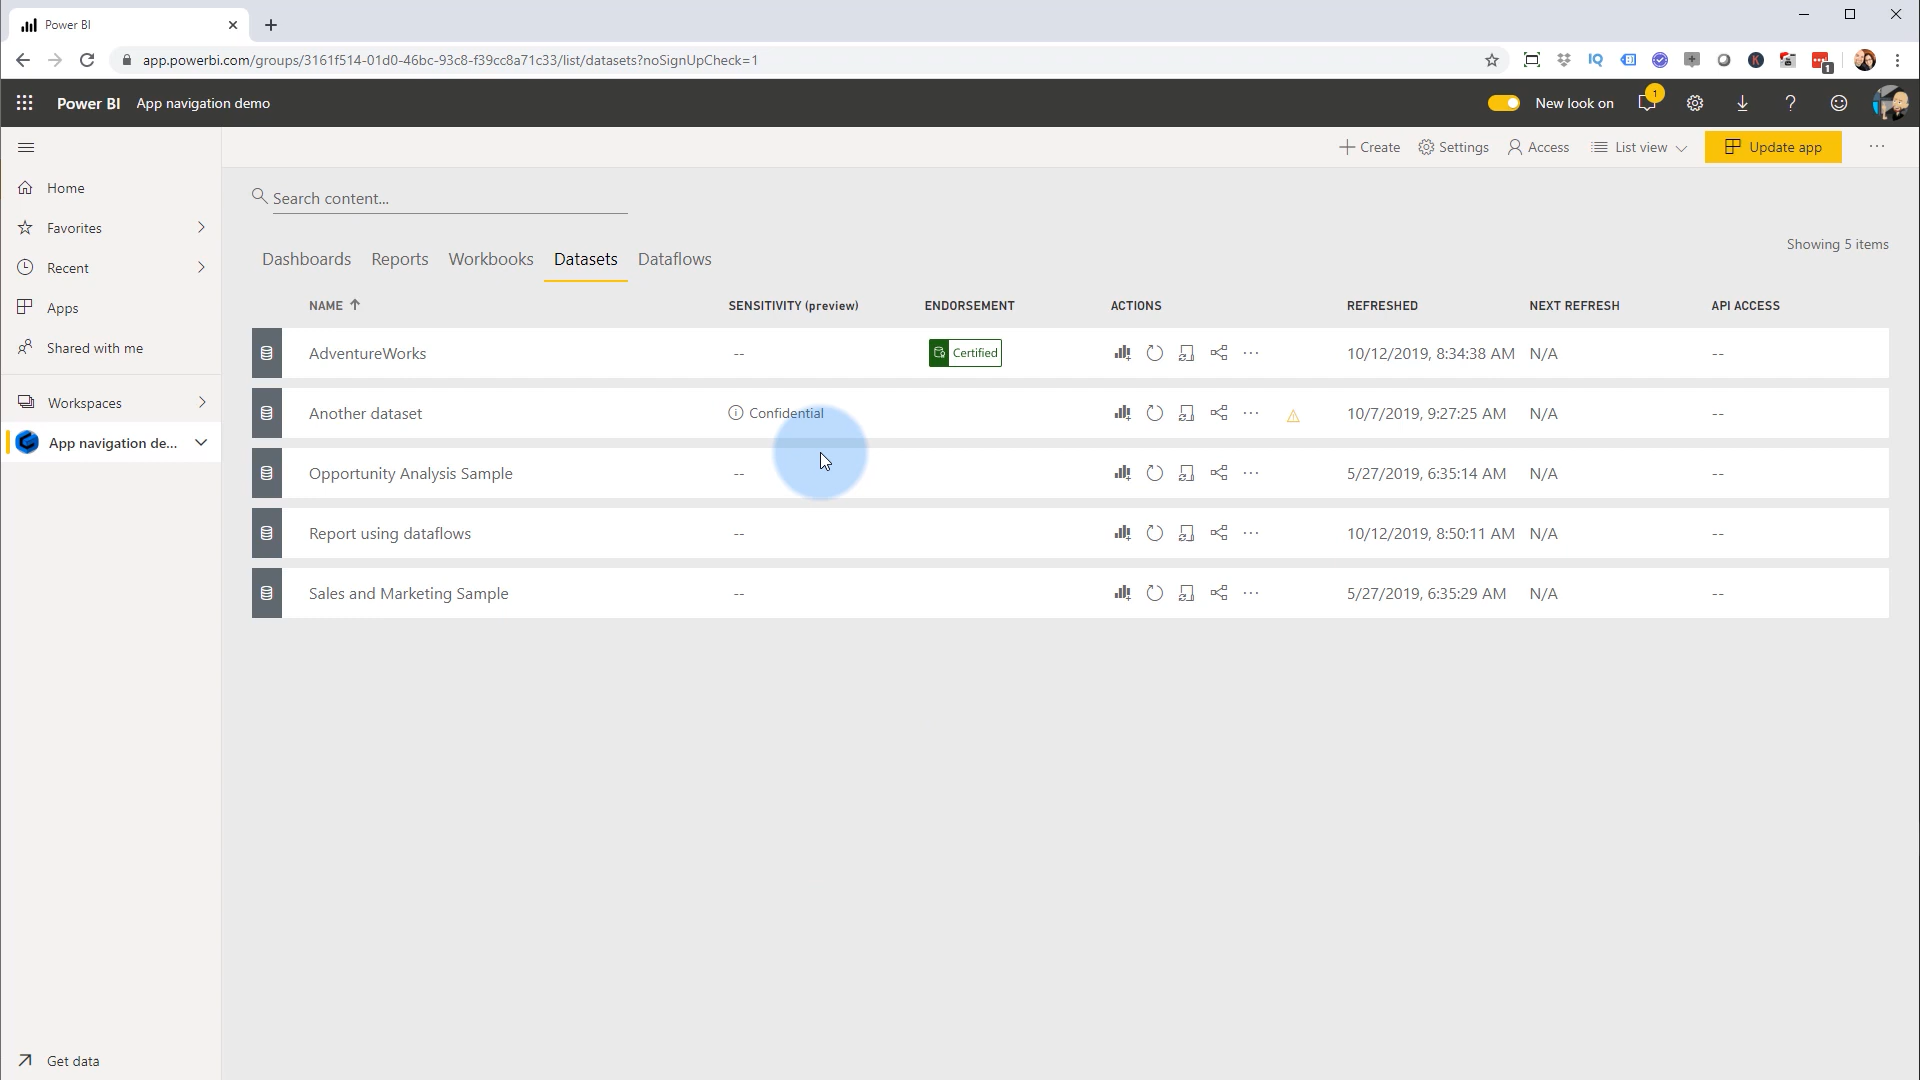 Power BI
app.powerbi.com/groups/3161f514-01d0-46bc-93c8-f39cc8a71c33/list/datasets?noSignUpCheck=1
IQ
K
1
Power BI App navigation demo
New look on
1
?
Create Settings Access List view Update app
Home
Favorites
Recent
Apps
Shared with me
Workspaces
App navigation de...
Get data
Search content...
Showing 5 items
Dashboards Reports Workbooks Datasets Dataflows
NAME SENSITIVITY (preview) ENDORSEMENT ACTIONS REFRESHED NEXT REFRESH API ACCESS
AdventureWorks -- Certified 10/12/2019, 8:34:38 AM N/A --
Another dataset Confidential 10/7/2019, 9:27:25 AM N/A --
Opportunity Analysis Sample -- 5/27/2019, 6:35:14 AM N/A --
Report using dataflows -- 10/12/2019, 8:50:11 AM N/A --
Sales and Marketing Sample -- 5/27/2019, 6:35:29 AM N/A --